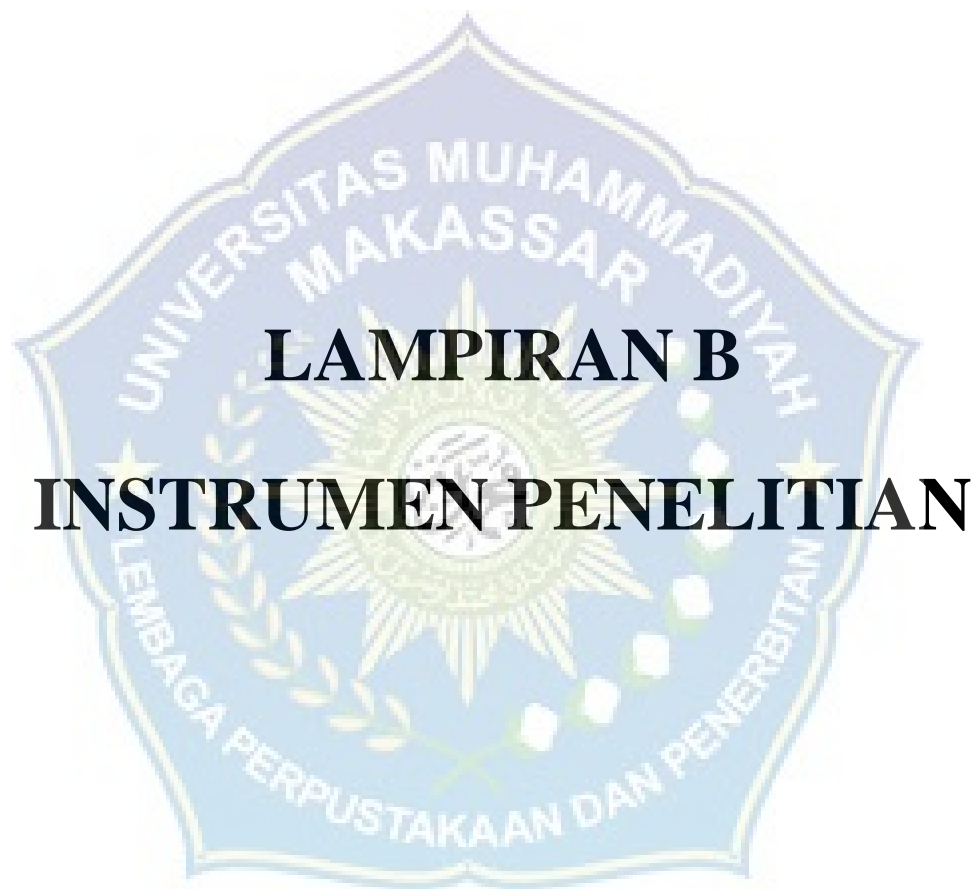 UNIVERSITAS MUHAMMADIYAH
MAKASSAR
LAMPIRAN B
INSTRUMEN PENELITIAN
LEMBAGA PERPUSTAKAAN DAN PENERBITAN